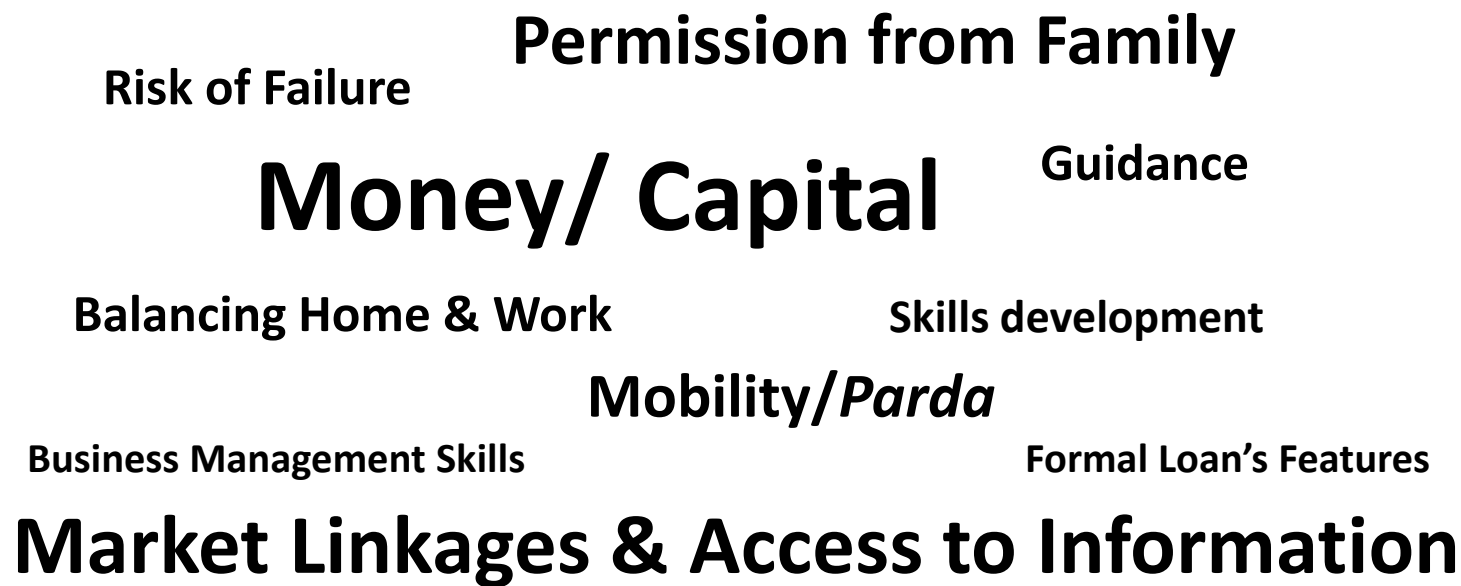 Permission from Family
Risk of Failure
Money/ Capital
Guidance
Balancing Home & Work
Skills development
Mobility/Parda
Business Management Skills
Formal Loan’s Features
Market Linkages & Access to Information